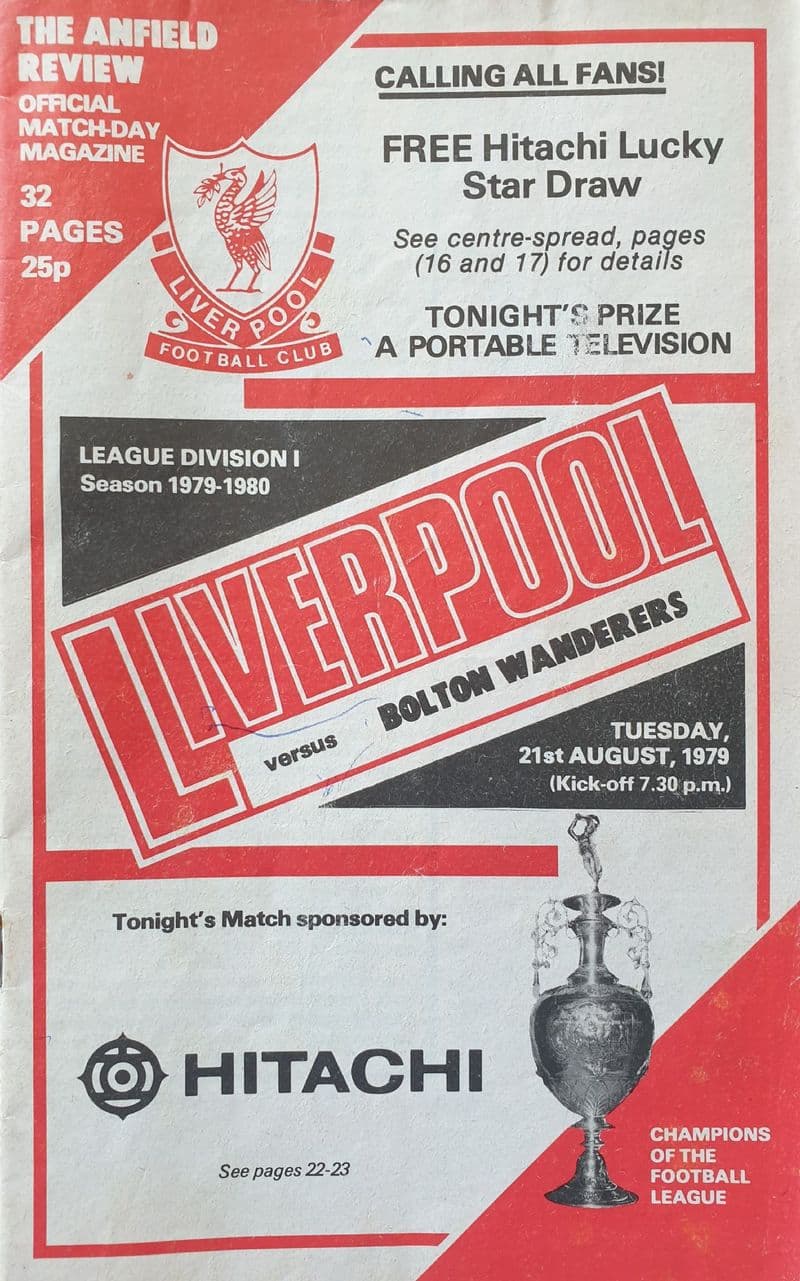 THE ANFIELD
REVIEW
OFFICIAL
MATCH-DAY
MAGAZINE
32
PAGES
25p
LIVERPOOL
FOOTBALL CLUB
CALLING ALL FANS!
FREE Hitachi Lucky
Star Draw
See centre-spread, pages
(16 and 17) for details
TONIGHT'S PRIZE
A PORTABLE TELEVISION
LEAGUE DIVISION I
Season 1979-1980
LIVERPOOL
versus BOLTON WANDERERS
TUESDAY,
21st AUGUST, 1979
(Kick-off 7.30 p.m.)
Tonight's Match sponsored by:
HITACHI
See pages 22-23
CHAMPIONS
OF THE
FOOTBALL
LEAGUE